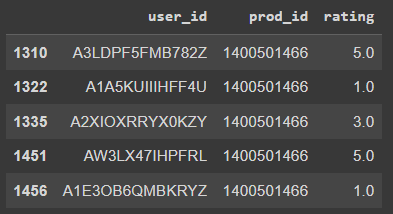 user_id prod_id rating
1310 A3LDPF5FMB782Z 1400501466 5.0
1322 A1A5KUIIIHFF4U 1400501466 1.0
1335 A2XIOXRRYX0KZY 1400501466 3.0
1451 AW3LX47IHPFRL 1400501466 5.0
1456 A1E3OB6QMBKRYZ 1400501466 1.0